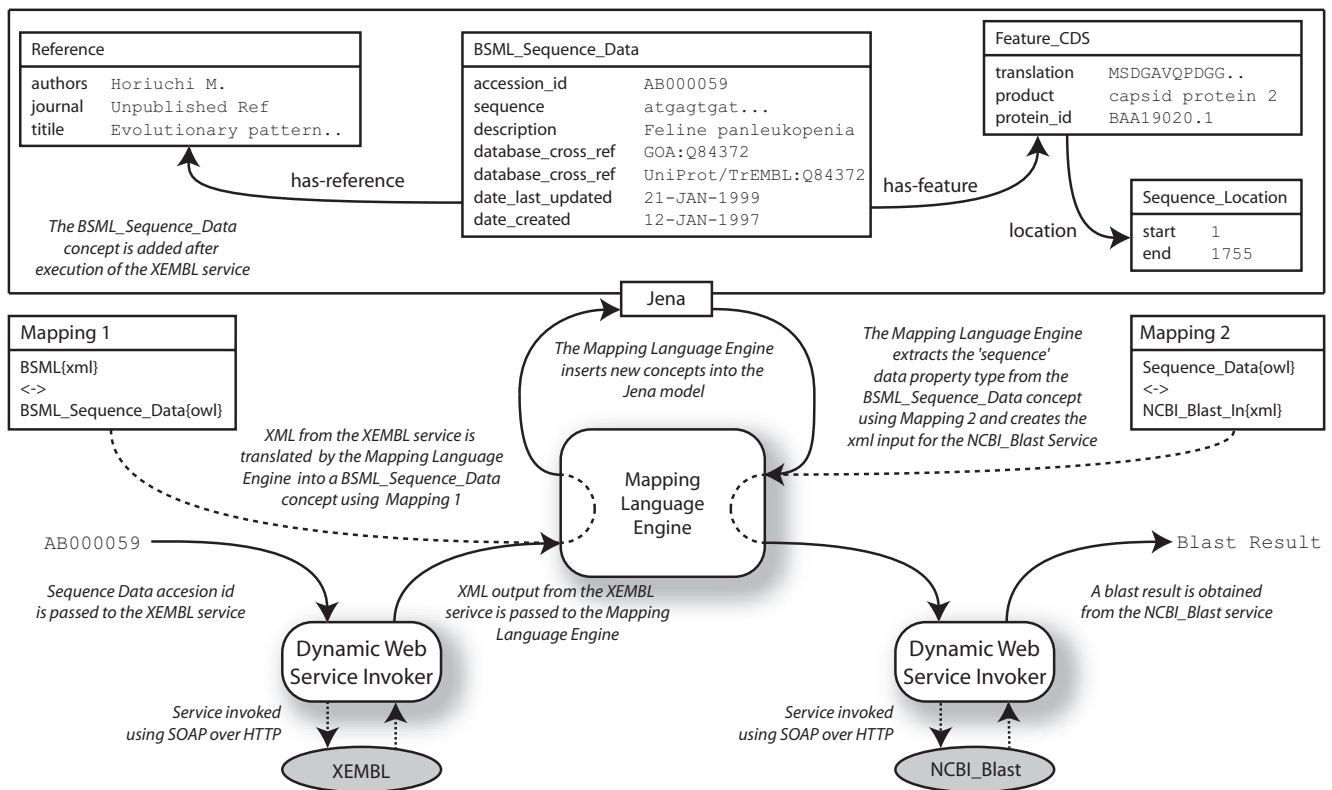 Reference
authors Horiuchi M.
journal Unpublished Ref
titile Evolutionary pattern..
BSML_Sequence_Data
accession_id AB000059
sequence atgagtgat...
description Feline panleukopenia
database_cross_ref GOA:Q84372
database_cross_ref UniProt/TrEMBL:Q84372
date_last_updated 21-JAN-1999
date_created 12-JAN-1997
Feature_CDS
translation MSDGAVQPDGG..
product capsid protein 2
protein_id BAA19020.1
has-reference
has-feature
Sequence_Location
start 1
end 1755
location
The BSML_Sequence_Data
concept is added after
execution of the XEMBL service
Jena
Mapping 1
BSML{xml}
<->
BSML_Sequence_Data{owl}
The Mapping Language Engine
inserts new concepts into the
Jena model
The Mapping Language Engine
extracts the 'sequence'
data property type from the
BSML_Sequence_Data concept
using Mapping 2 and creates the
xml input for the NCBI_Blast Service
Mapping 2
Sequence_Data{owl}
<->
NCBI_Blast_In{xml}
XML from the XEMBL service is
translated by the Mapping Language
Engine into a BSML_Sequence_Data
concept using Mapping 1
Mapping
Language
Engine
AB000059
Blast Result
Sequence Data accesion id
is passed to the XEMBL service
XML output from the XEMBL
serivce is passed to the Mapping
Language Engine
A blast result is obtained
from the NCBI_Blast service
Dynamic Web
Service Invoker
Dynamic Web
Service Invoker
Service invoked
using SOAP over HTTP
Service invoked
using SOAP over HTTP
XEMBL
NCBI_Blast